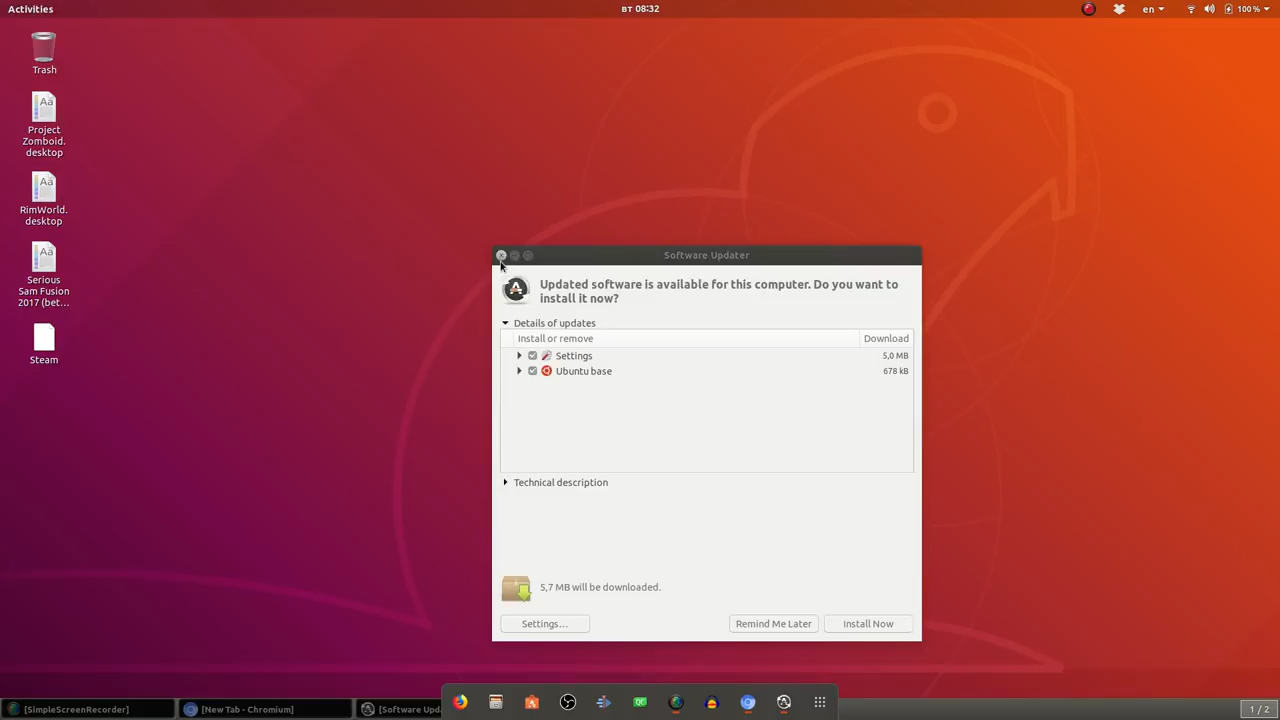 Activities
вт 08:32
en
100 %
Trash
Project
Zomboid.
desktop
RimWorld.
desktop
Serious
Sam Fusion
2017 (bet...
Steam
Software Updater
Updated software is available for this computer. Do you want to
install it now?
Details of updates
Install or remove
Download
Settings
5,0 MB
Ubuntu base
678 kB
Technical description
5,7 MB will be downloaded.
Settings...
Remind Me Later
Install Now
[SimpleScreenRecorder]
[New Tab - Chromium]
[Software Upda
1 / 2